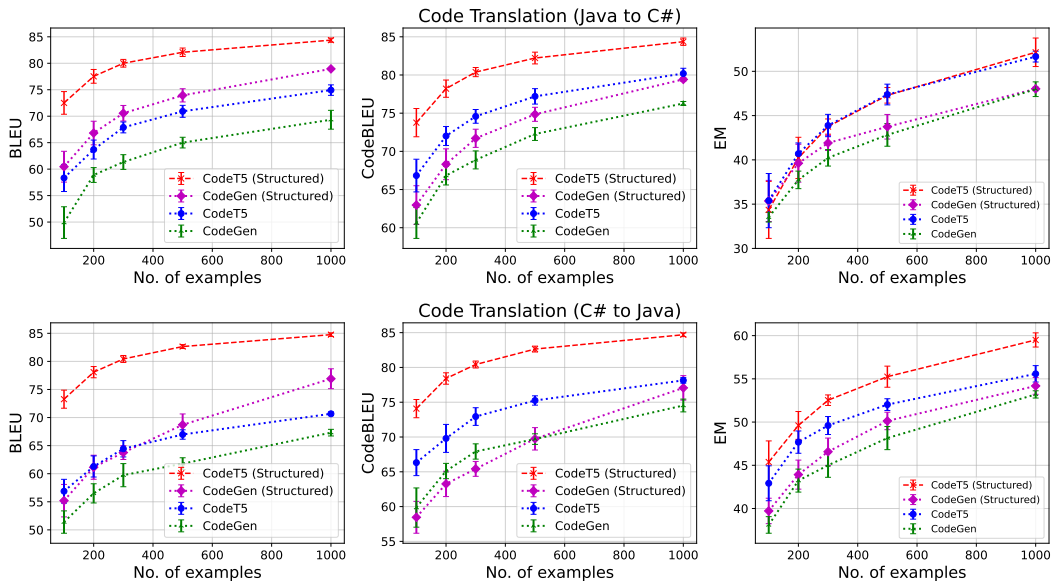 Code Translation (Java to C#)
85
80
75
70
65
60
55
50
BLEU
200
400
600
800
1000
No. of examples
CodeT5 (Structured)
CodeGen (Structured)
CodeT5
CodeGen
85
80
75
70
65
60
CodeBLEU
200
400
600
800
1000
No. of examples
CodeT5 (Structured)
CodeGen (Structured)
CodeT5
CodeGen
50
45
40
35
30
EM
200
400
600
800
1000
No. of examples
CodeT5 (Structured)
CodeGen (Structured)
CodeT5
CodeGen
Code Translation (C# to Java)
85
80
75
70
65
60
55
50
BLEU
200
400
600
800
1000
No. of examples
CodeT5 (Structured)
CodeGen (Structured)
CodeT5
CodeGen
85
80
75
70
65
60
55
CodeBLEU
200
400
600
800
1000
No. of examples
CodeT5 (Structured)
CodeGen (Structured)
CodeT5
CodeGen
60
55
50
45
40
EM
200
400
600
800
1000
No. of examples
CodeT5 (Structured)
CodeGen (Structured)
CodeT5
CodeGen